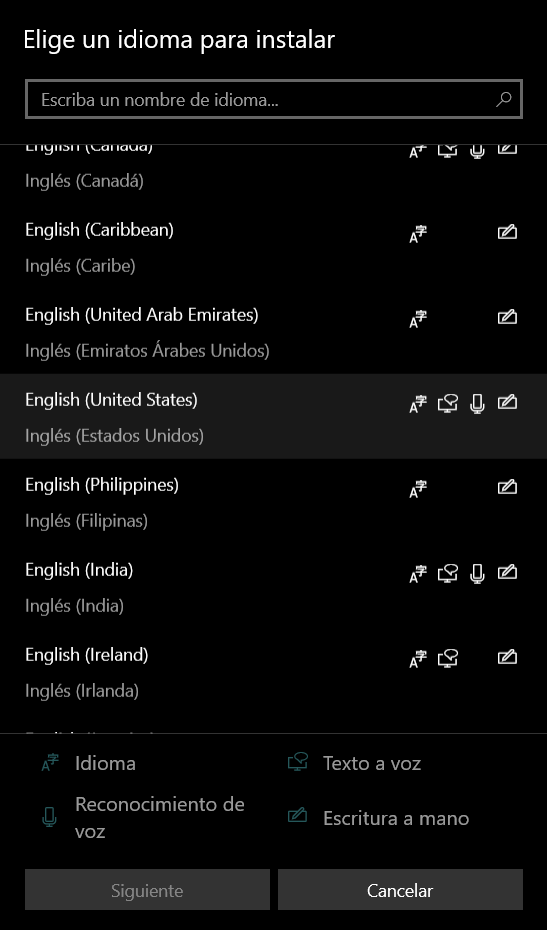 Elige un idioma para instalar
Escriba un nombre de idioma...
English (Canada)
Inglés (Canadá)
English (Caribbean)
Inglés (Caribe)
English (United Arab Emirates)
Inglés (Emiratos Árabes Unidos)
English (United States)
Inglés (Estados Unidos)
English (Philippines)
Inglés (Filipinas)
English (India)
Inglés (India)
English (Ireland)
Inglés (Irlanda)
Idioma
Texto a voz
Reconocimiento de
voz
Escritura a mano
Siguiente
Cancelar